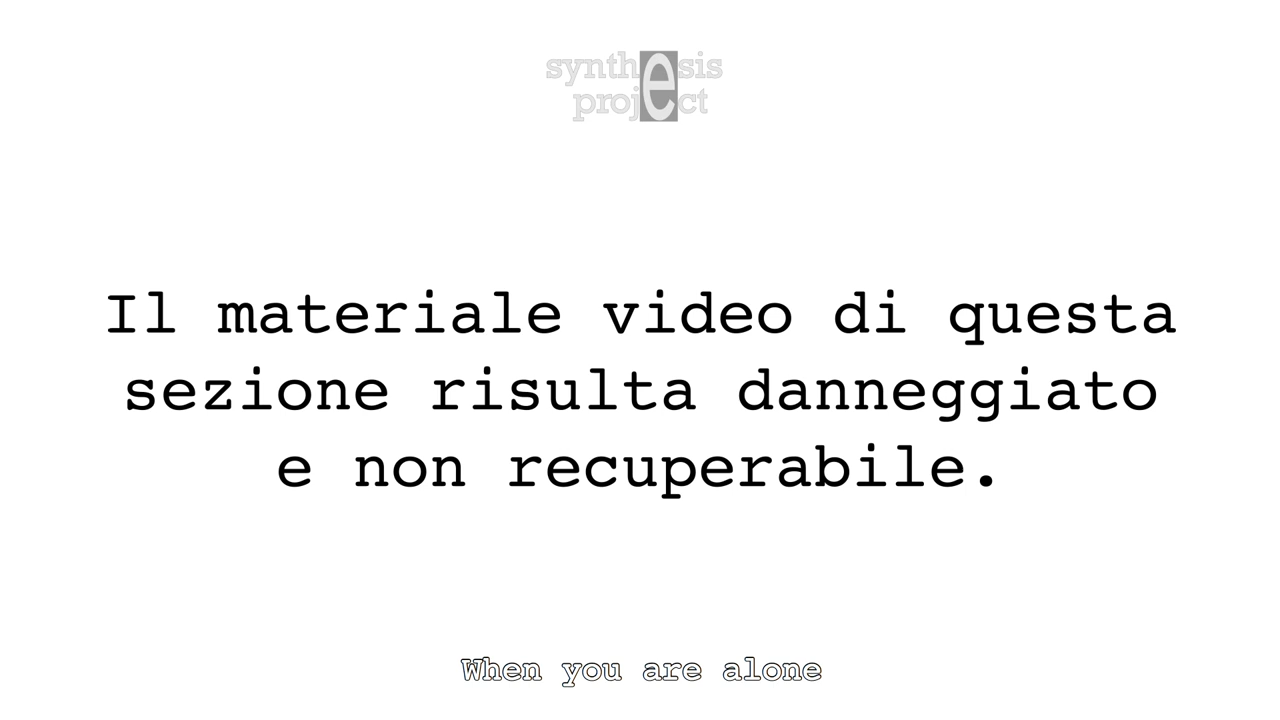 synthesis
project
Il materiale video di questa
sezione risulta danneggiato
e non recuperabile.
When you are alone